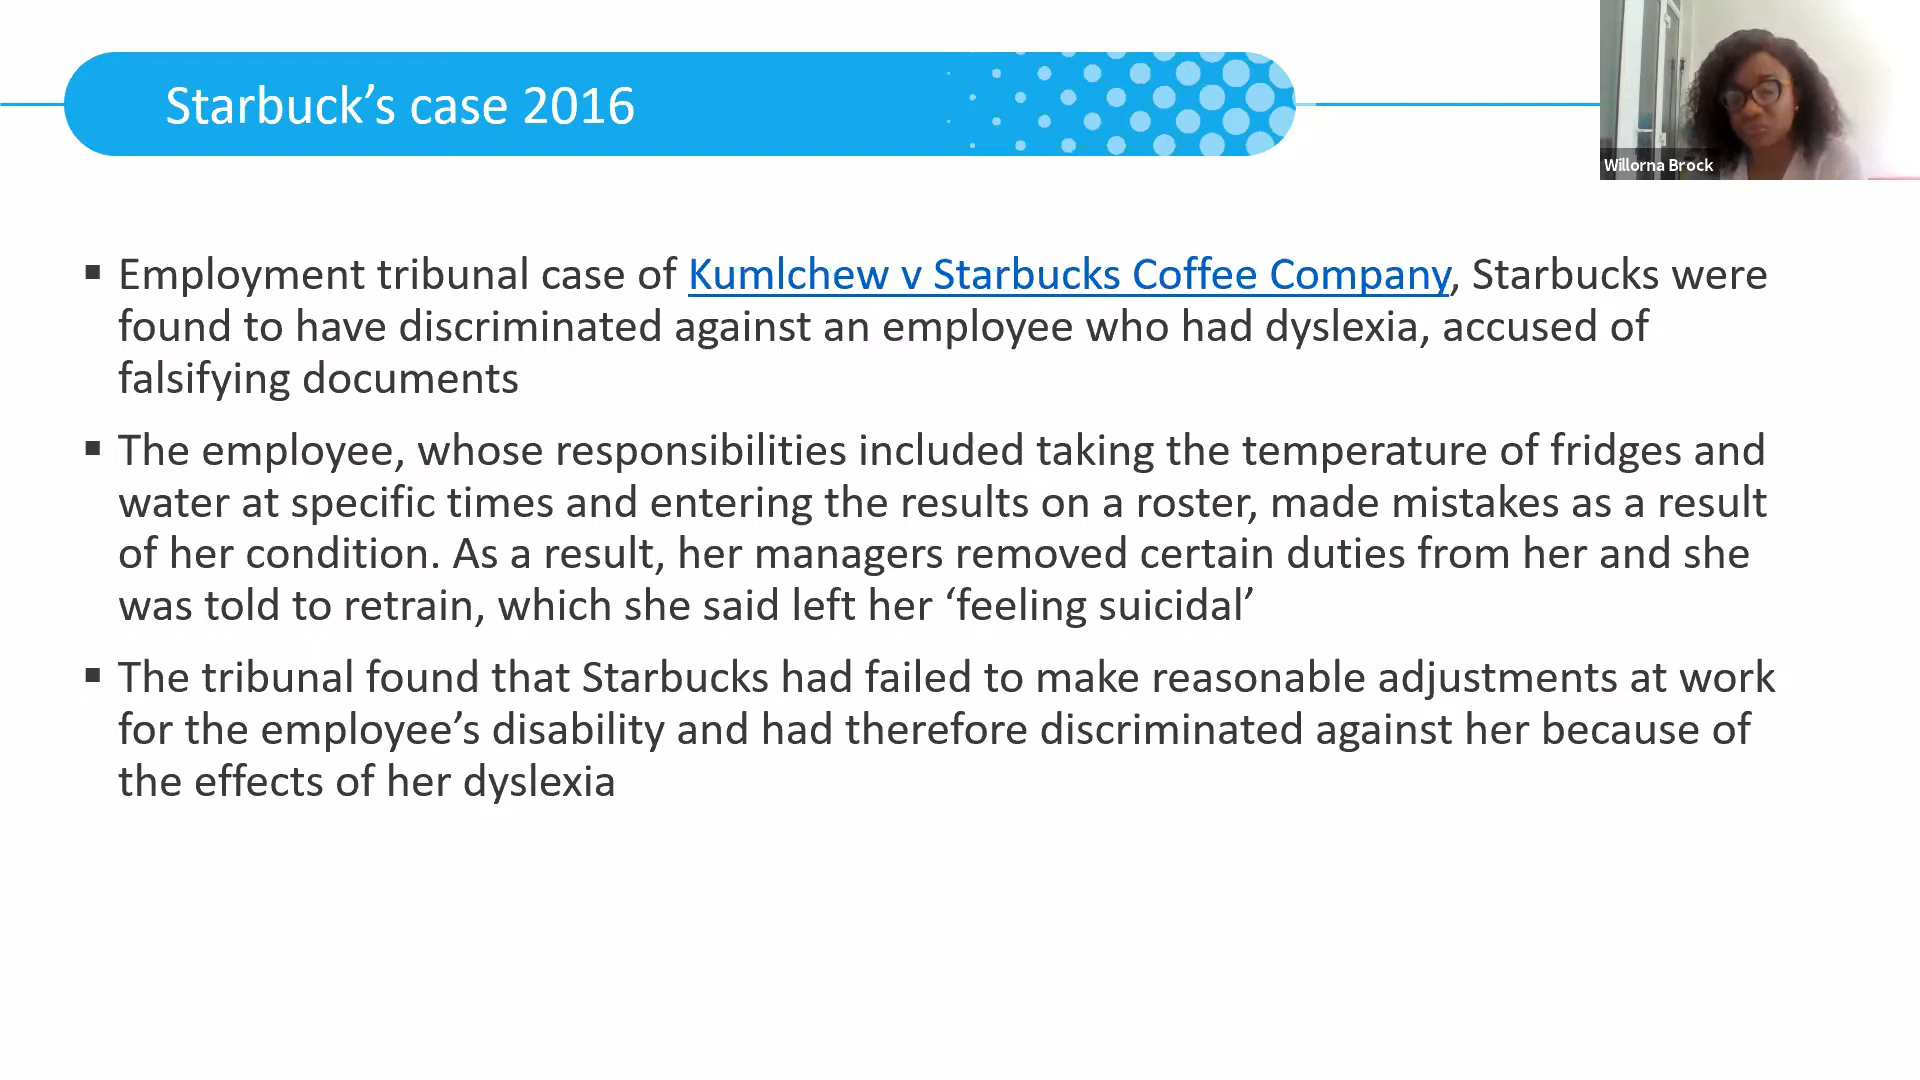 Starbuck’s case 2016
Willorna Brock
▪ Employment tribunal case of Kumlchew v Starbucks Coffee Company, Starbucks were
found to have discriminated against an employee who had dyslexia, accused of
falsifying documents
▪ The employee, whose responsibilities included taking the temperature of fridges and
water at specific times and entering the results on a roster, made mistakes as a result
of her condition. As a result, her managers removed certain duties from her and she
was told to retrain, which she said left her ‘feeling suicidal’
▪ The tribunal found that Starbucks had failed to make reasonable adjustments at work
for the employee’s disability and had therefore discriminated against her because of
the effects of her dyslexia